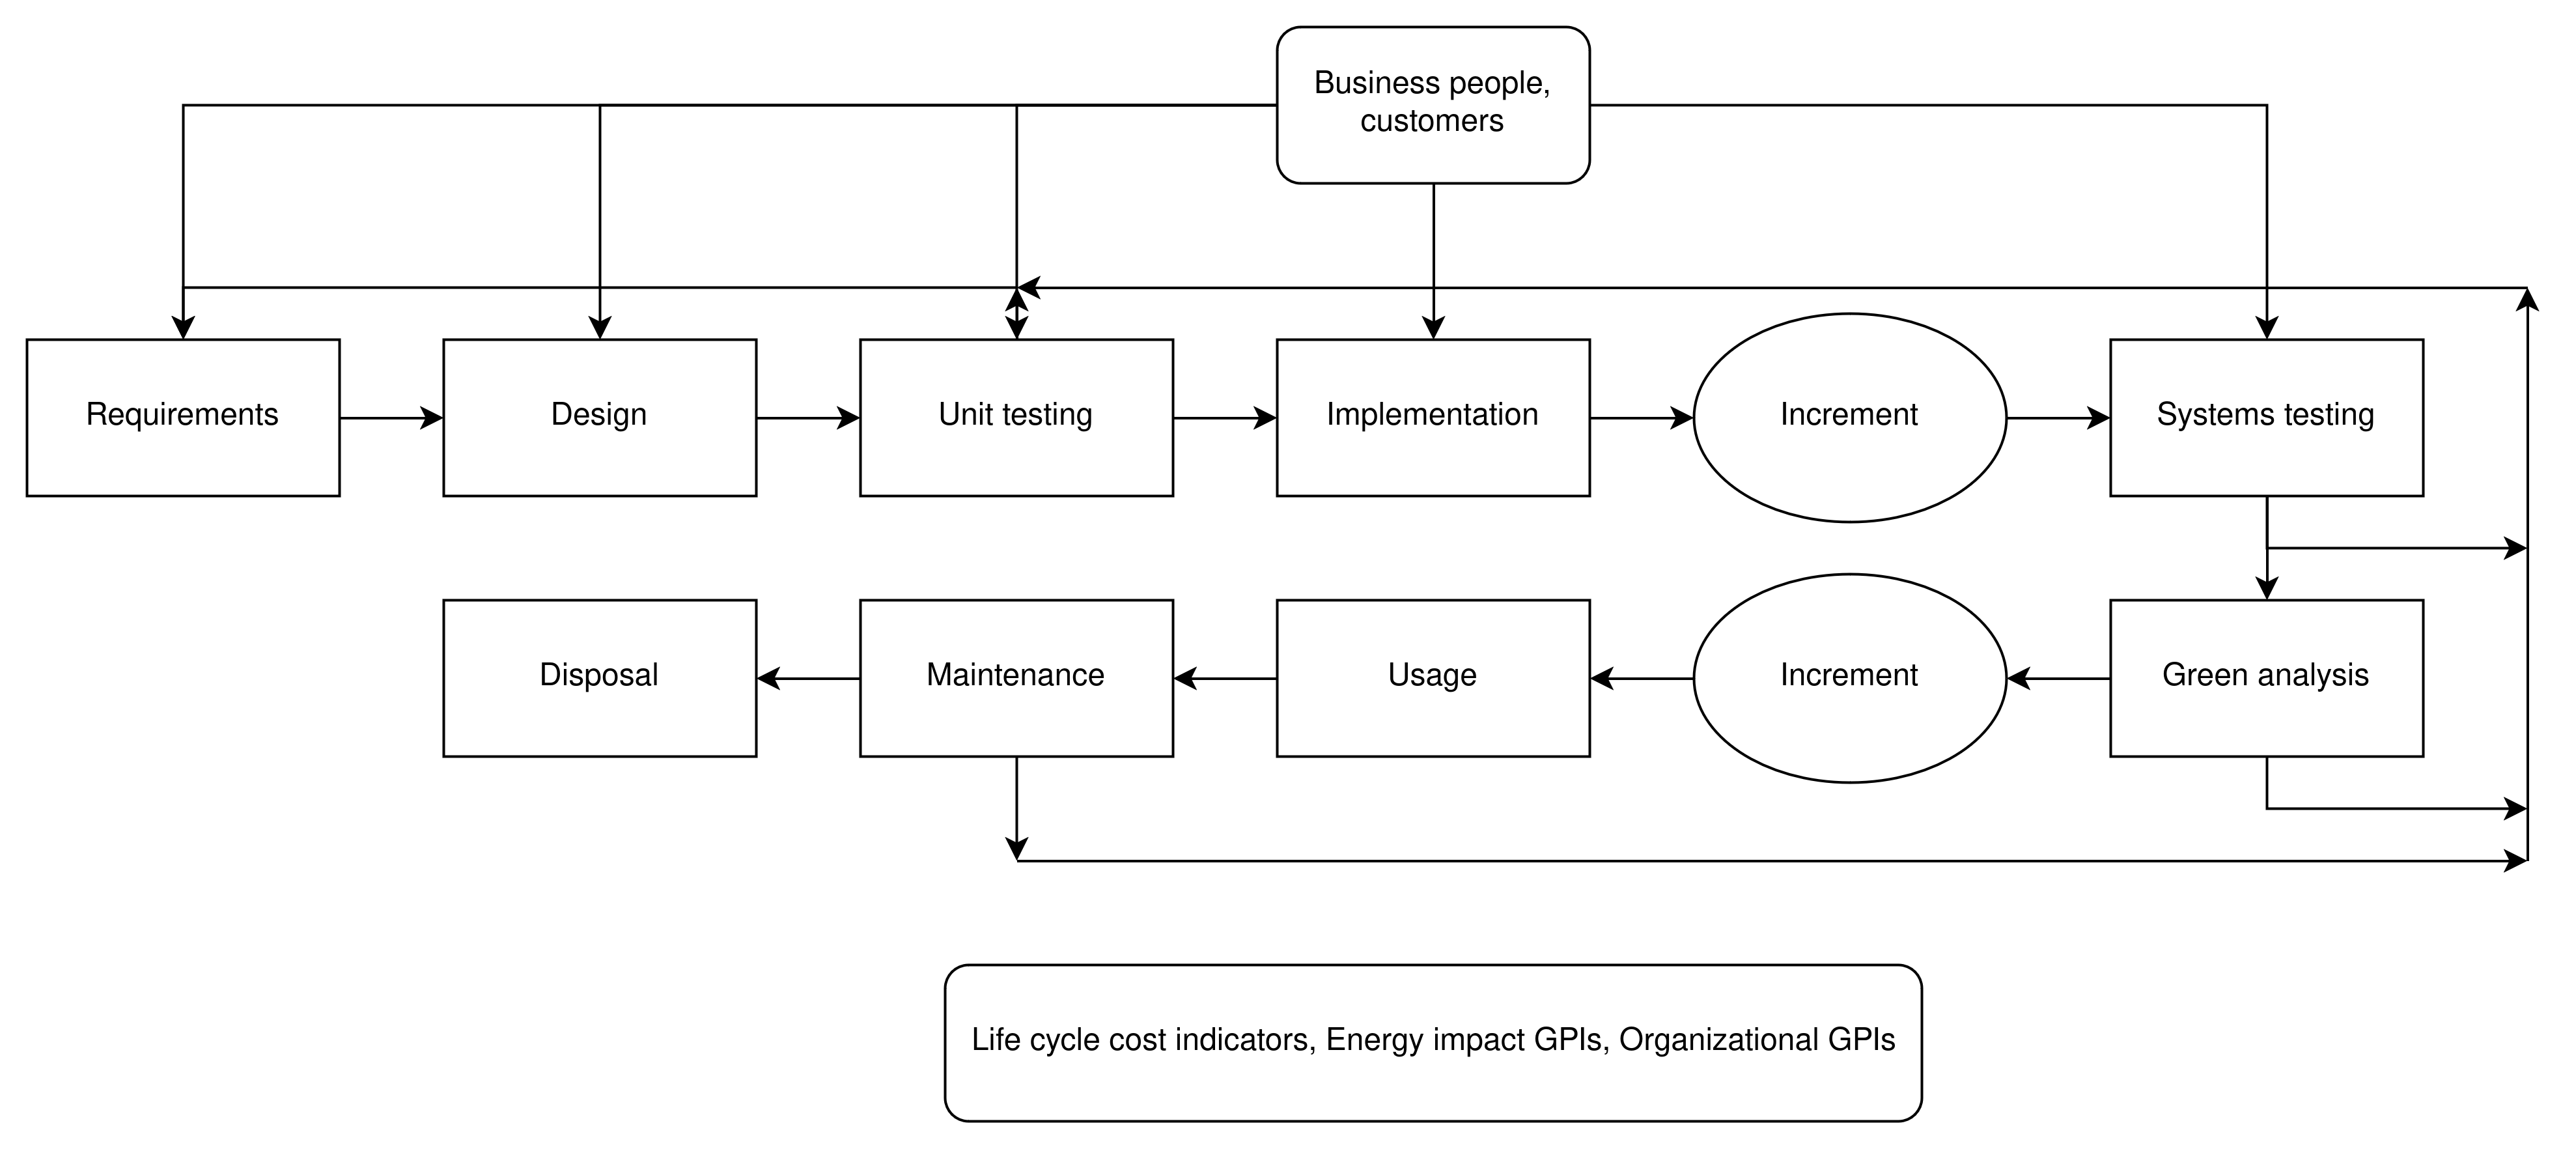 Business people,
customers
Requirements
Design
Unit testing
Implementation
Increment
Systems testing
Disposal
Maintenance
Usage
Increment
Green analysis
Life cycle cost indicators, Energy impact GPIs, Organizational GPIs